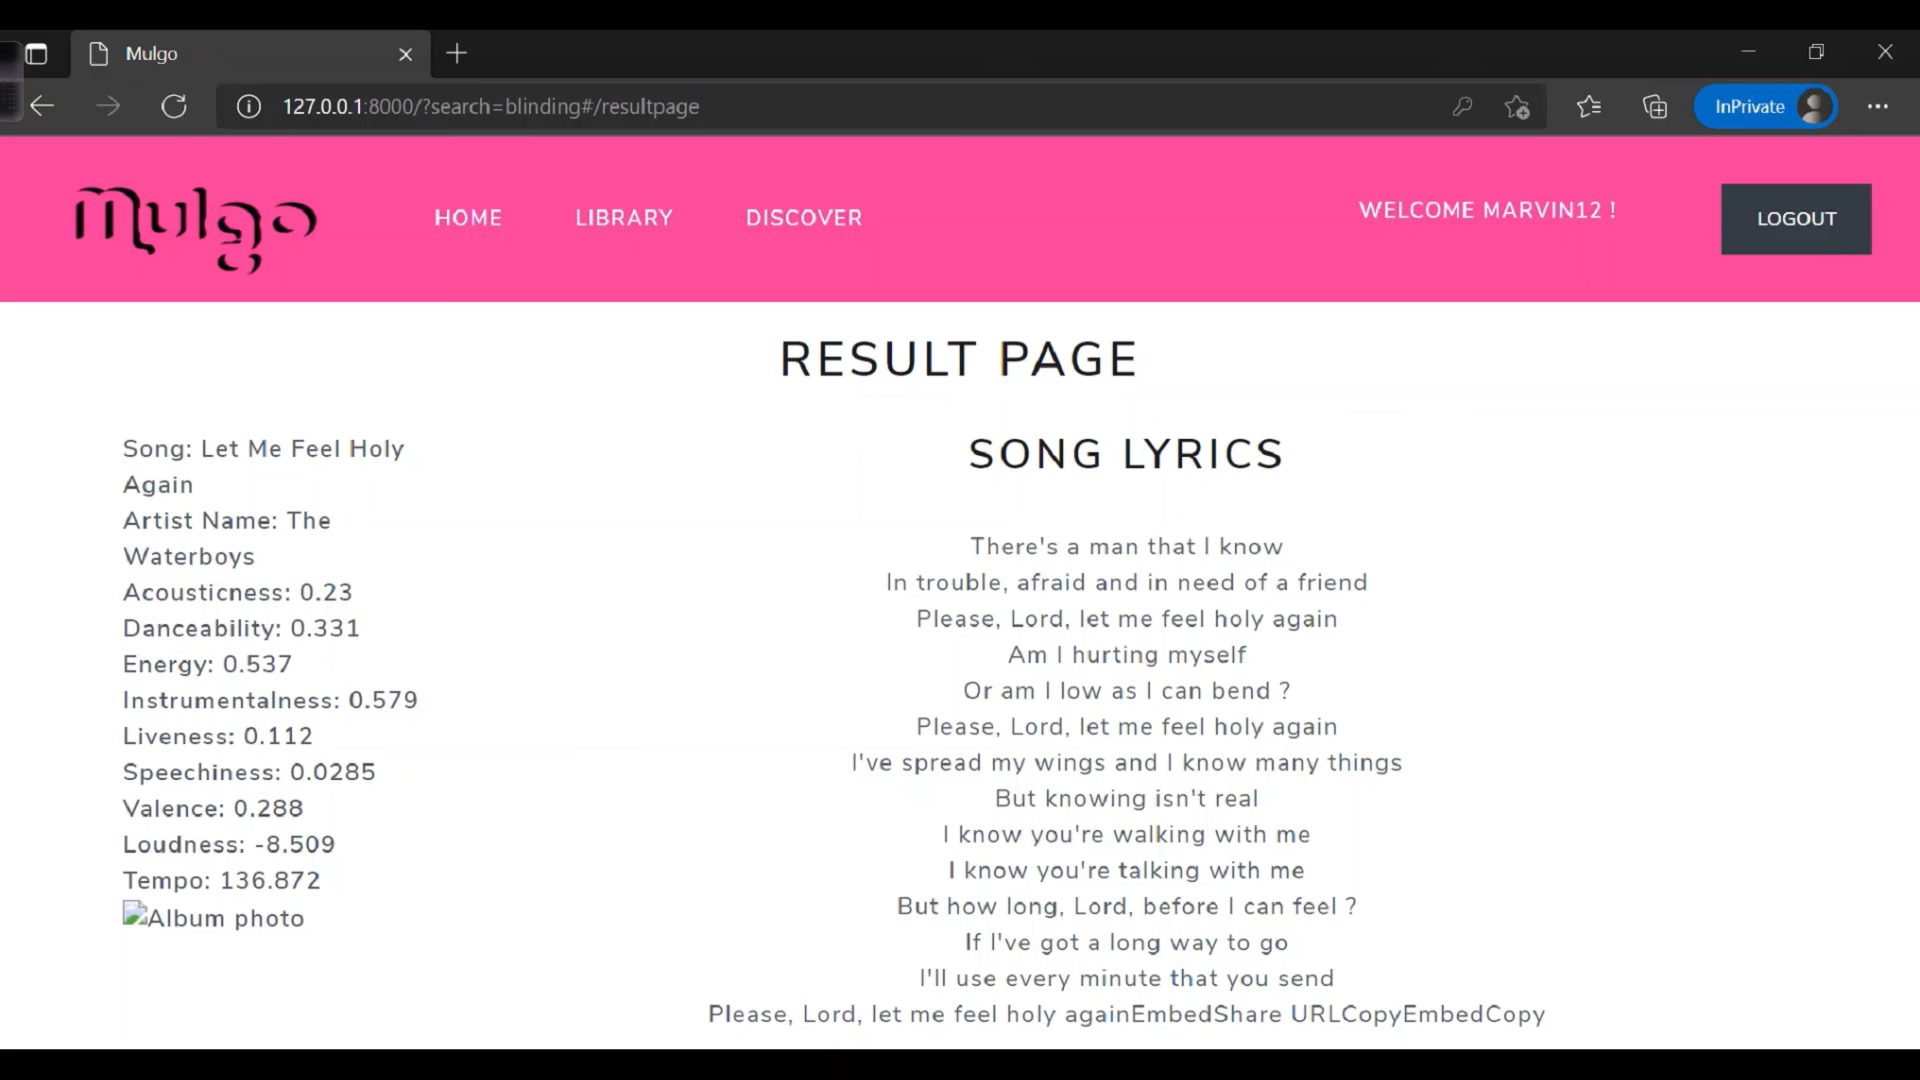 Mulgo
127.0.0.1:8000/?search=blinding#/resultpage
InPrivate
Mulgo
HOME
LIBRARY
DISCOVER
WELCOME MARVIN12 !
LOGOUT
RESULT PAGE
Song: Let Me Feel Holy
Again
Artist Name: The
Waterboys
Acousticness: 0.23
Danceability: 0.331
Energy: 0.537
Instrumentalness: 0.579
Liveness: 0.112
Speechiness: 0.0285
Valence: 0.288
Loudness: -8.509
Tempo: 136.872
Album photo
SONG LYRICS
There's a man that I know
In trouble, afraid and in need of a friend
Please, Lord, let me feel holy again
Am I hurting myself
Or am I low as I can bend ?
Please, Lord, let me feel holy again
I've spread my wings and I know many things
But knowing isn't real
I know you're walking with me
I know you're talking with me
But how long, Lord, before I can feel ?
If I've got a long way to go
I'll use every minute that you send
Please, Lord, let me feel holy againEmbedShare URLCopyEmbedCopy